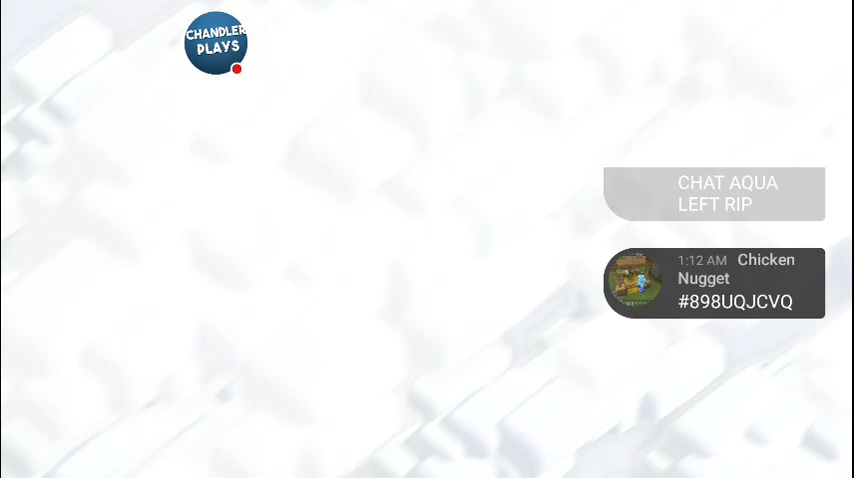 CHANDLER
PLAYS
CHAT AQUA
LEFT RIP
1:12 AM Chicken
Nugget
#898UQJCVQ